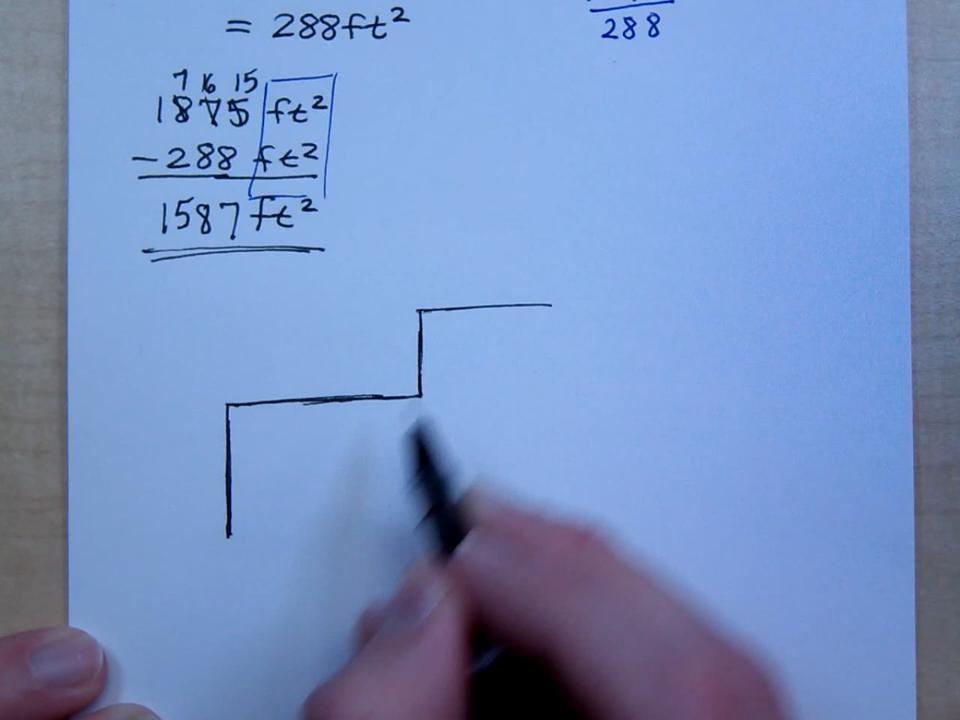 = 288ft²
288
7 16 15
1875 ft²
-288 ft²
1587 ft²